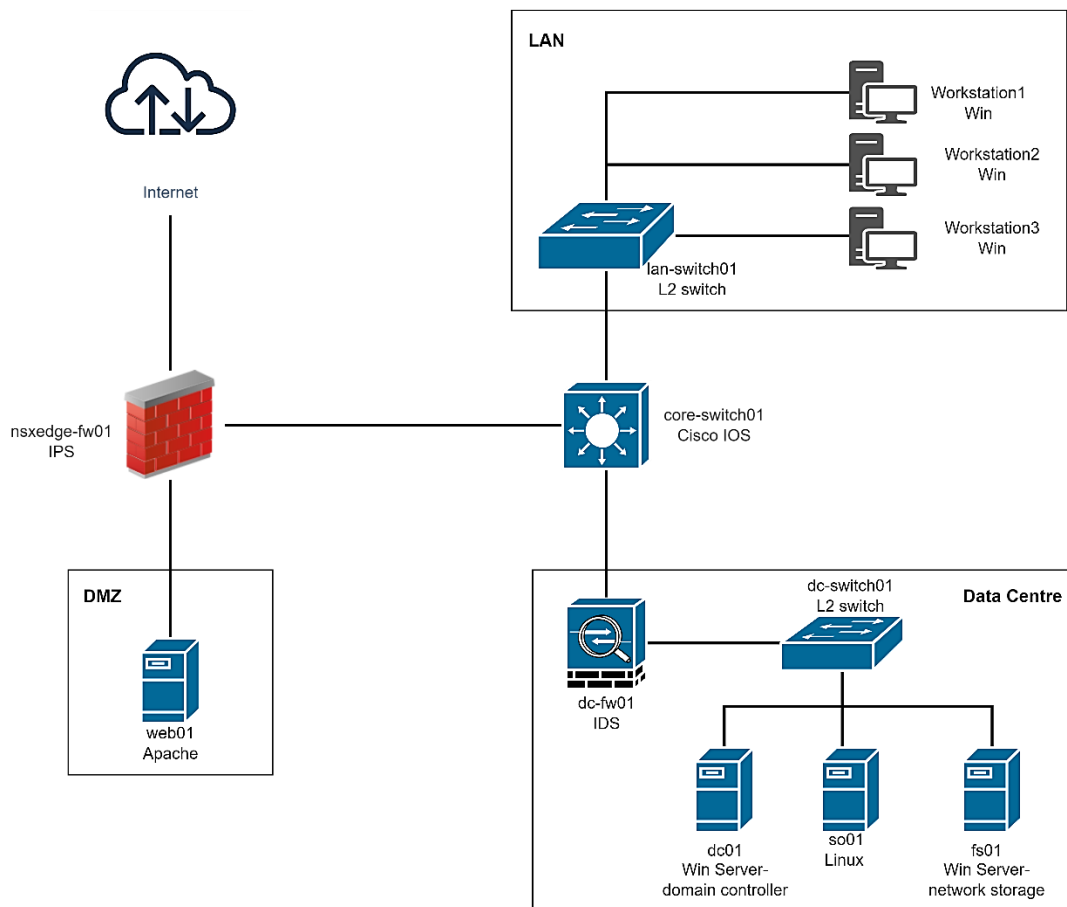 LAN
Workstation1
Win
Workstation2
Win
Workstation3
Win
lan-switch01
L2 switch
Internet
nsxedge-fw01
IPS
core-switch01
Cisco IOS
DMZ
web01
Apache
Data Centre
dc-switch01
L2 switch
dc-fw01
IDS
dc01
Win Server-
domain controller
so01
Linux
fs01
Win Server-
network storage